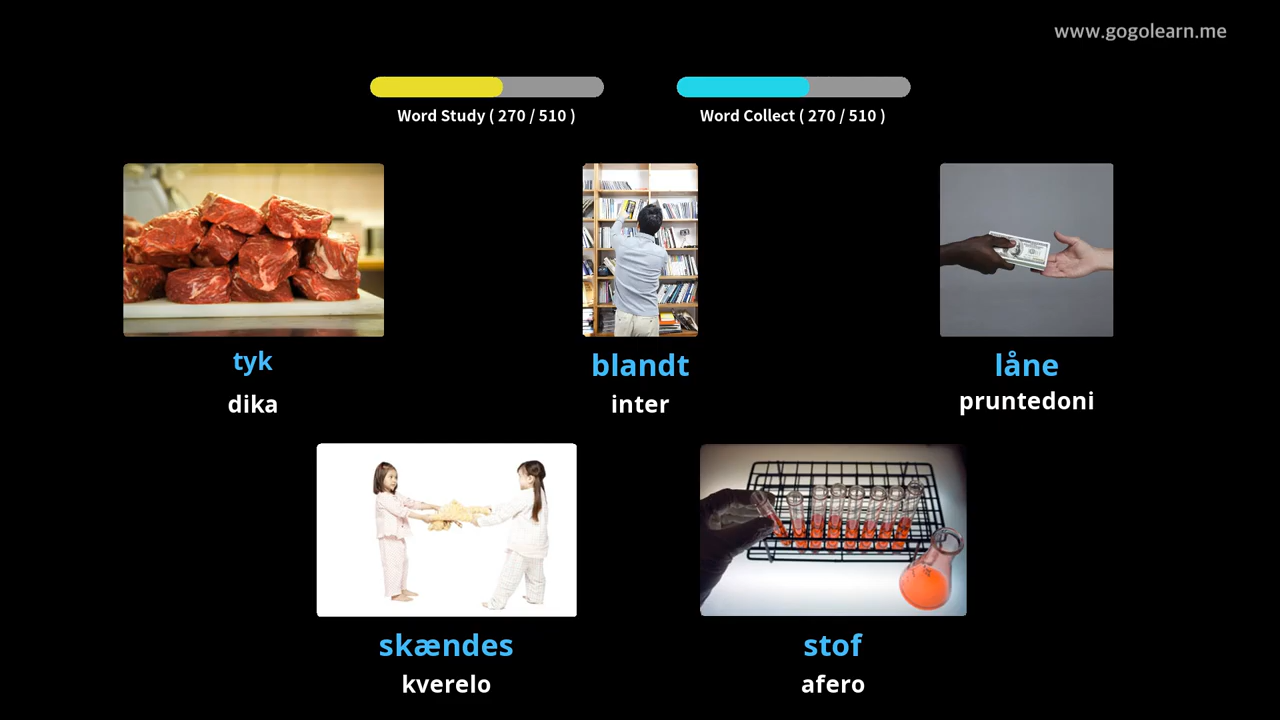 www.gogolearn.me
Word Study ( 270 / 510 )
Word Collect ( 270 / 510 )
tyk
dika
blandt
inter
låne
pruntedoni
skændes
kverelo
stof
afero